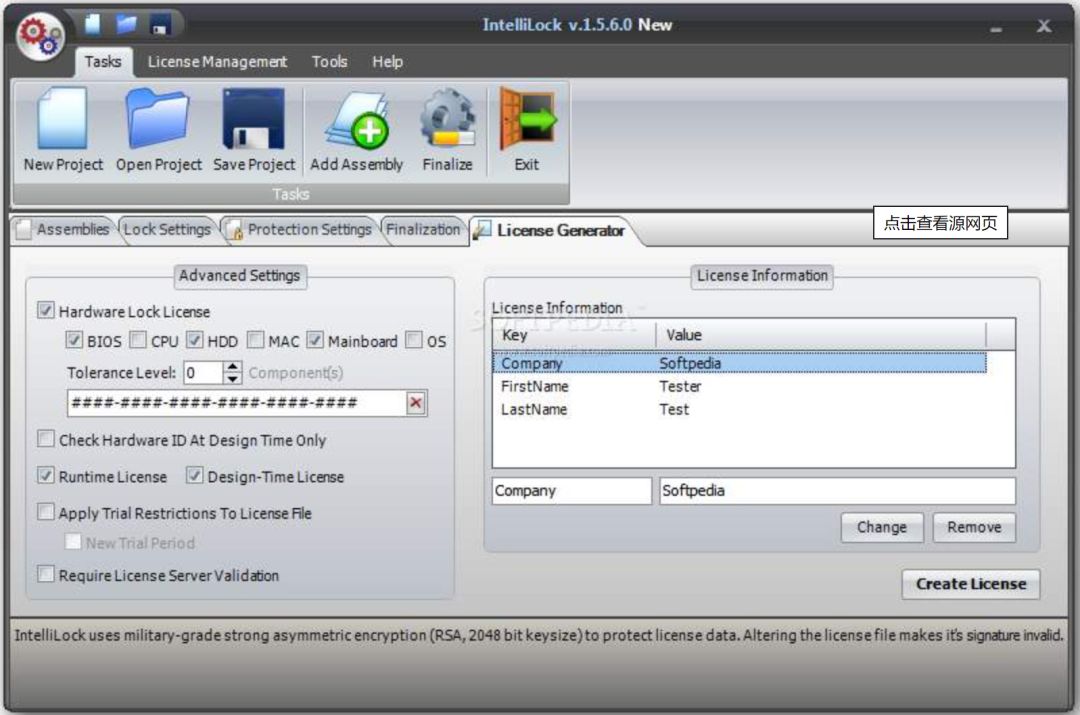 IntelliLock v.1.5.6.0 New
Tasks License Management Tools Help
New Project Open Project Save Project Add Assembly Finalize Exit
Tasks
点击查看源网页
Assemblies Lock Settings Protection Settings Finalization License Generator
Advanced Settings
Hardware Lock License
BIOS CPU HDD MAC Mainboard OS
Tolerance Level: 0 Component(s)
####-####-####-####-####-####
Check Hardware ID At Design Time Only
Runtime License Design-Time License
Apply Trial Restrictions To License File
New Trial Period
Require License Server Validation
License Information
License Information
SOFTPEDIA
Key Value
Company Softpedia
FirstName Tester
LastName Test
Company Softpedia
Change Remove
Create License
IntelliLock uses military-grade strong asymmetric encryption (RSA, 2048 bit keysize) to protect license data. Altering the license file makes it's signature invalid.